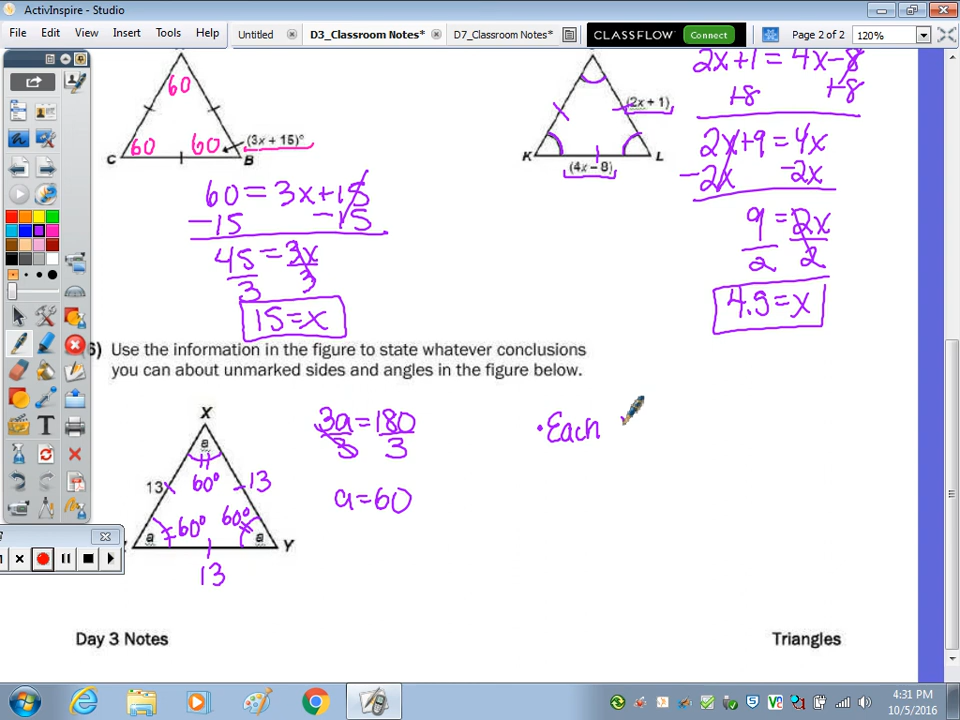 ActivInspire - Studio
File Edit View Insert Tools Help
Untitled D3_Classroom Notes* D7_Classroom Notes* CLASSFLOW Connect Page 2 of 2 120%
60
60 60
(3x + 15)°
C B
60 = 3x+15
-15 -15
45 = 3x
3 3
15=x
(2x + 1)
K L
(4x – 8)
2x+1 = 4x-8
+8 +8
2x+9 = 4x
-2x -2x
9 = 2x
2 2
4.5=x
6) Use the information in the figure to state whatever conclusions
you can about unmarked sides and angles in the figure below.
X
a
60°
13 13
60° 60°
a a
Y
13
3a = 180
3 3
a=60
•Each
Day 3 Notes Triangles
4:31 PM
10/5/2016